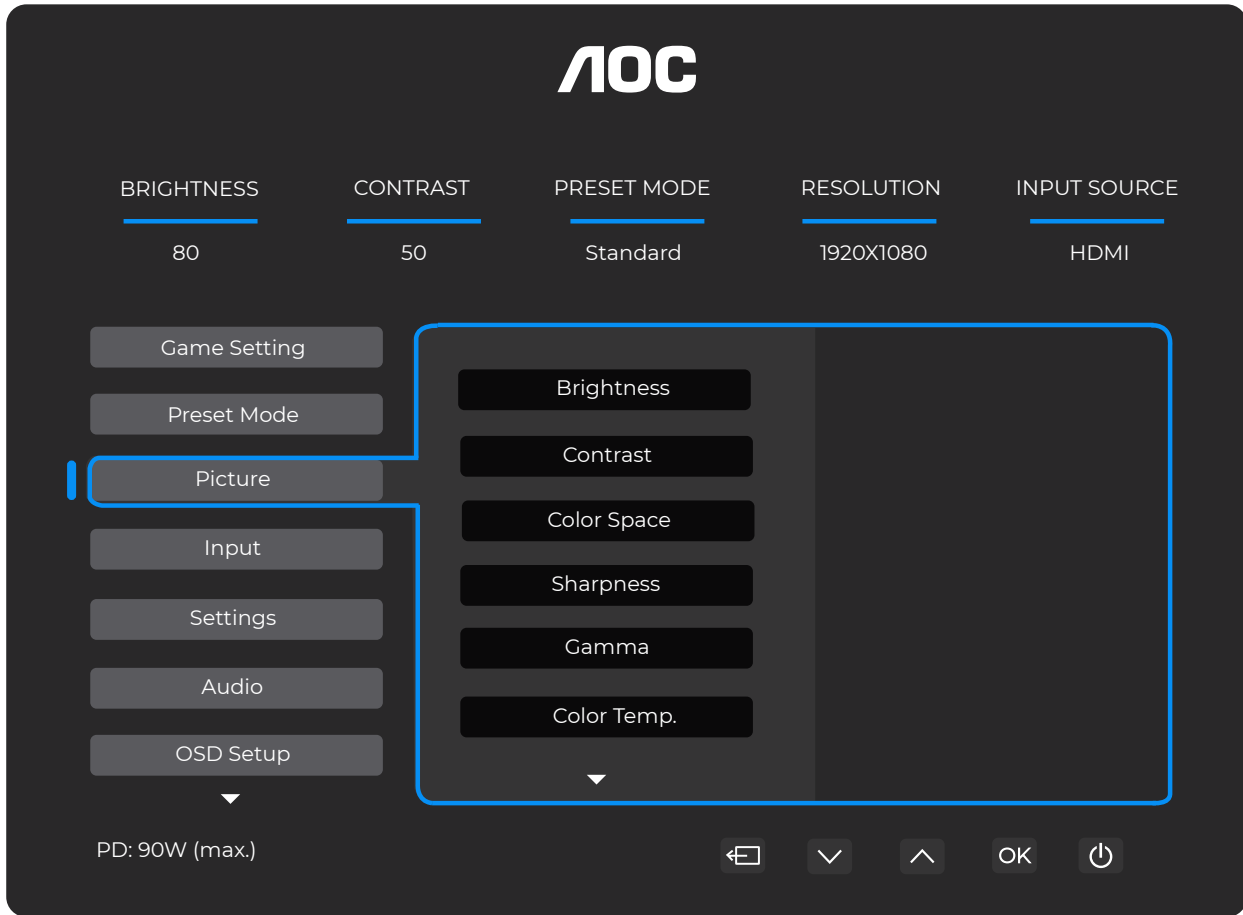 AOC
BRIGHTNESS CONTRAST PRESET MODE RESOLUTION INPUT SOURCE
80 50 Standard 1920X1080 HDMI
Game Setting
Preset Mode
Picture
Input
Settings
Audio
OSD Setup
Brightness
Contrast
Color Space
Sharpness
Gamma
Color Temp.
PD: 90W (max.)
OK